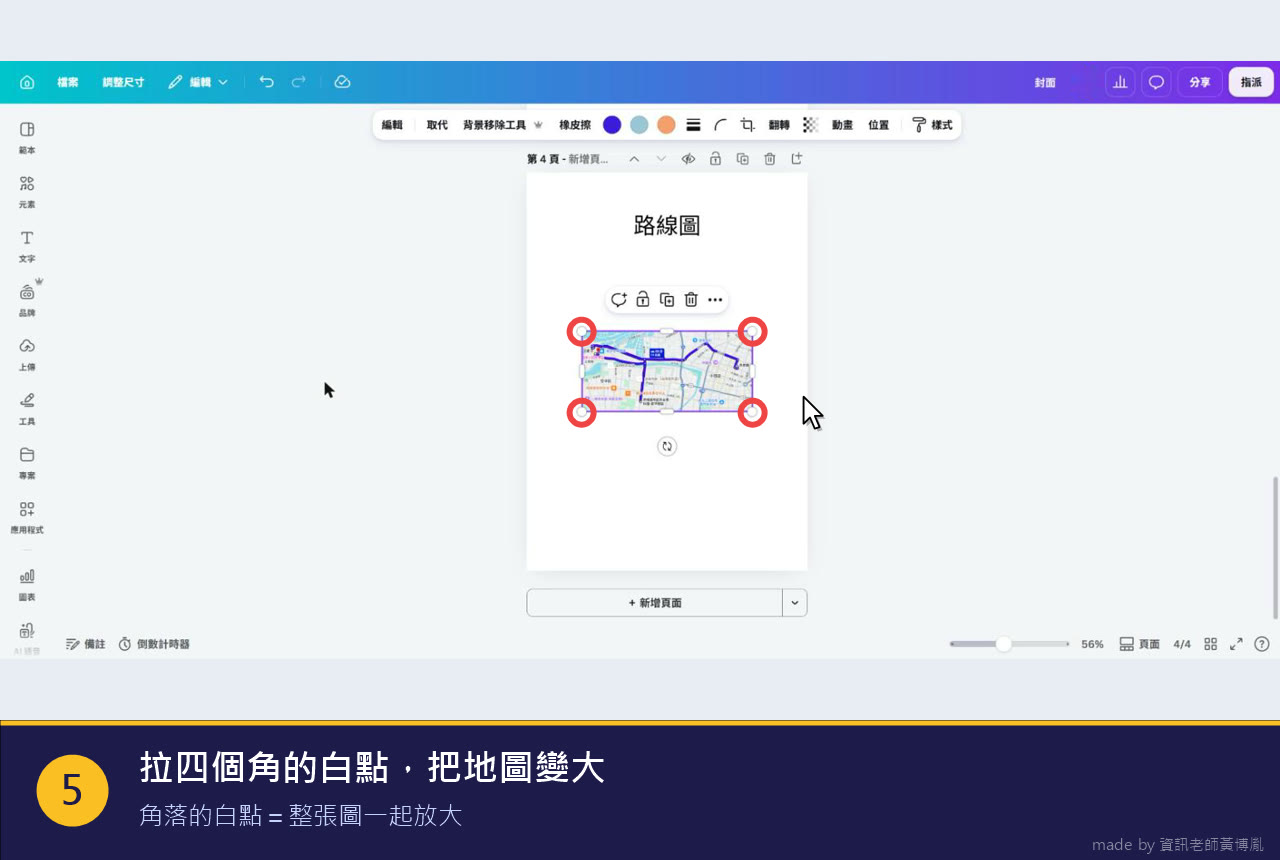 檔案 調整尺寸 編輯 封面 分享 指派
編輯 取代 背景移除工具 橡皮擦 翻轉 動畫 位置 樣式
第 4 頁 - 新增頁...
範本
元素
文字
品牌
上傳
工具
專案
應用程式
圖表
AI 語音
路線圖
+ 新增頁面
備註 倒數計時器 56% 頁面 4/4
5
拉四個角的白點，把地圖變大
角落的白點 = 整張圖一起放大
made by 資訊老師黃博胤